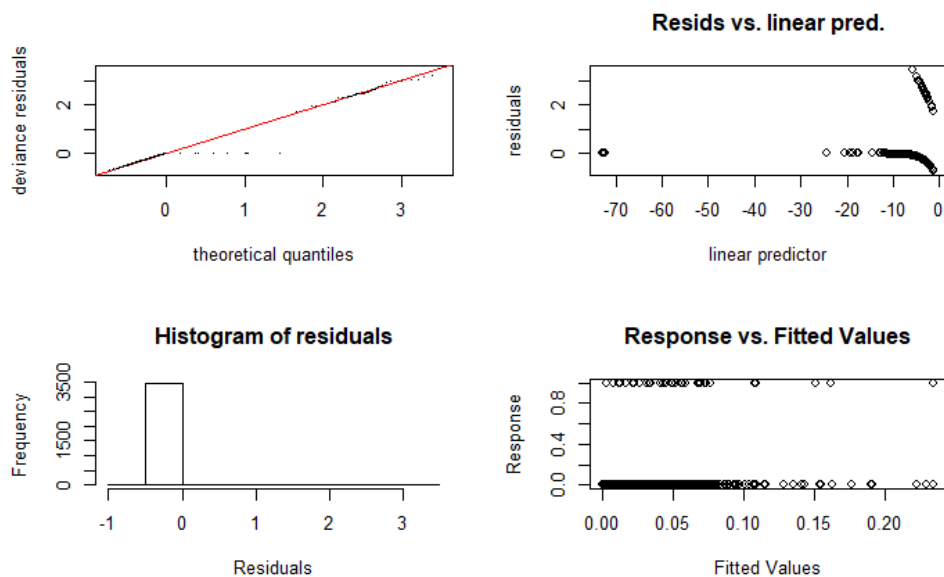 deviance residuals
2
0
0
1
2
3
theoretical quantiles
Resids vs. linear pred.
residuals
2
0
-70
-60
-50
-40
-30
-20
-10
0
linear predictor
Histogram of residuals
Frequency
3500
1500
0
-1
0
1
2
3
Residuals
Response vs. Fitted Values
Response
0.8
0.4
0.0
0.00
0.05
0.10
0.15
0.20
Fitted Values